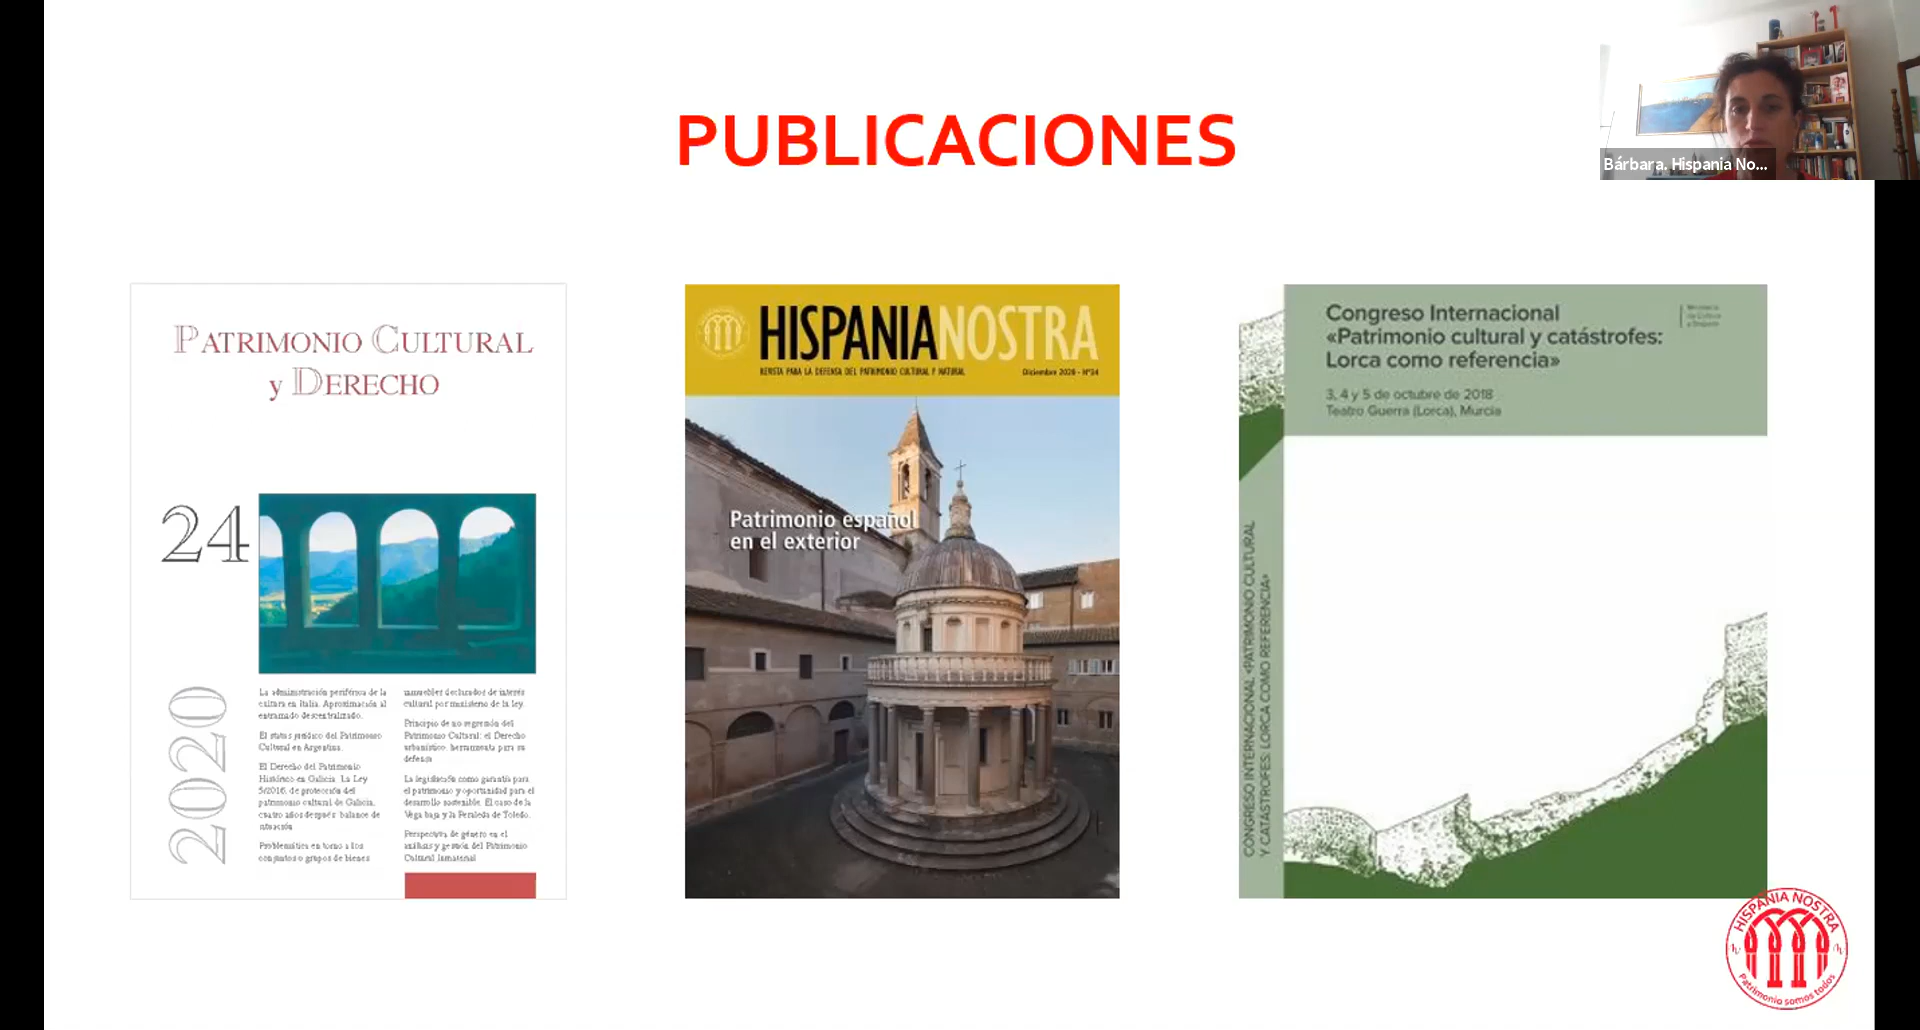 PUBLICACIONES
Bárbara. Hispania No...
PATRIMONIO CULTURAL
y DERECHO
24
2020
La administración periférica de la
cultura en Italia. Aproximación al
entramado descentralizado.
El status jurídico del Patrimonio
Cultural en Argentina.
El Derecho del Patrimonio
Histórico en Galicia. La Ley
5/2016, de protección del
patrimonio cultural de Galicia,
cuatro años después: balance de
situación
Problemática en torno a los
conjuntos o grupos de bienes
inmuebles declarados de interés
cultural por ministerio de la ley.
Principio de no regresión del
Patrimonio Cultural: el Derecho
urbanístico, herramienta para su
defensa
La legislación como garantía para
el patrimonio y oportunidad para el
desarrollo sostenible. El caso de la
Vega baja y la Peraleda de Toledo.
Perspectiva de género en el
análisis y gestión del Patrimonio
Cultural Inmaterial
HISPANIANOSTRA
REVISTA PARA LA DEFENSA DEL PATRIMONIO CULTURAL Y NATURAL
Diciembre 2020 - Nº34
Patrimonio español
en el exterior
Congreso Internacional
«Patrimonio cultural y catástrofes:
Lorca como referencia»
3, 4 y 5 de octubre de 2018
Teatro Guerra (Lorca), Murcia
Ministerio
de Cultura
y Deporte
CONGRESO INTERNACIONAL «PATRIMONIO CULTURAL
Y CATÁSTROFES: LORCA COMO REFERENCIA»
HISPANIA NOSTRA
Patrimonio somos todos